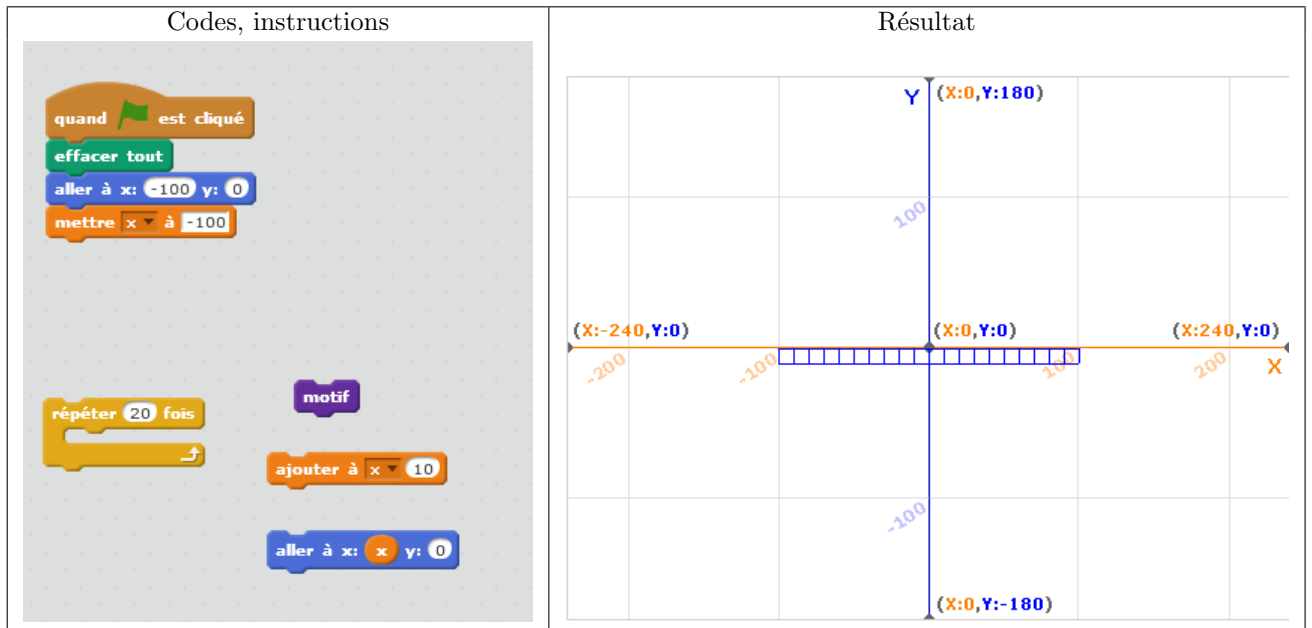 Codes, instructions
Résultat
quand est cliqué
effacer tout
aller à x: -100 y: 0
mettre x à -100
répéter 20 fois
motif
ajouter à x 10
aller à x: x y: 0
Y (X:0,Y:180)
100
(X:-240,Y:0) (X:0,Y:0) (X:240,Y:0)
-200 -100 100 200 X
-100
(X:0,Y:-180)